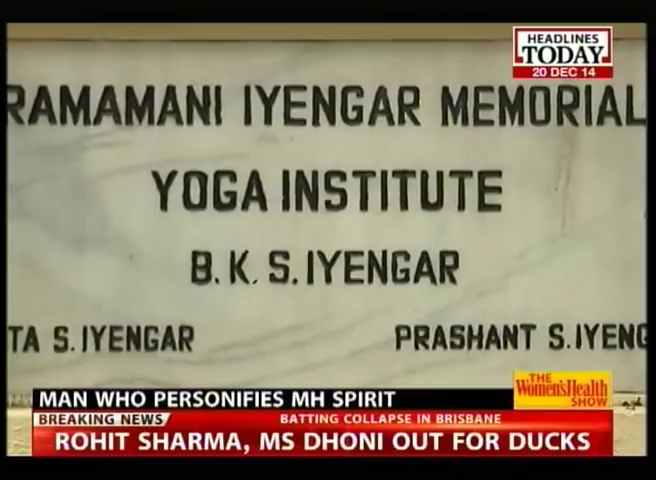 HEADLINES
TODAY
20 DEC 14
RAMAMANI IYENGAR MEMORIAL
YOGA INSTITUTE
B.K.S.IYENGAR
TA S.IYENGAR
PRASHANT S.IYENG
THE
Women'sHealth
SHOW
MAN WHO PERSONIFIES MH SPIRIT
BREAKING NEWS
BATTING COLLAPSE IN BRISBANE
ROHIT SHARMA, MS DHONI OUT FOR DUCKS